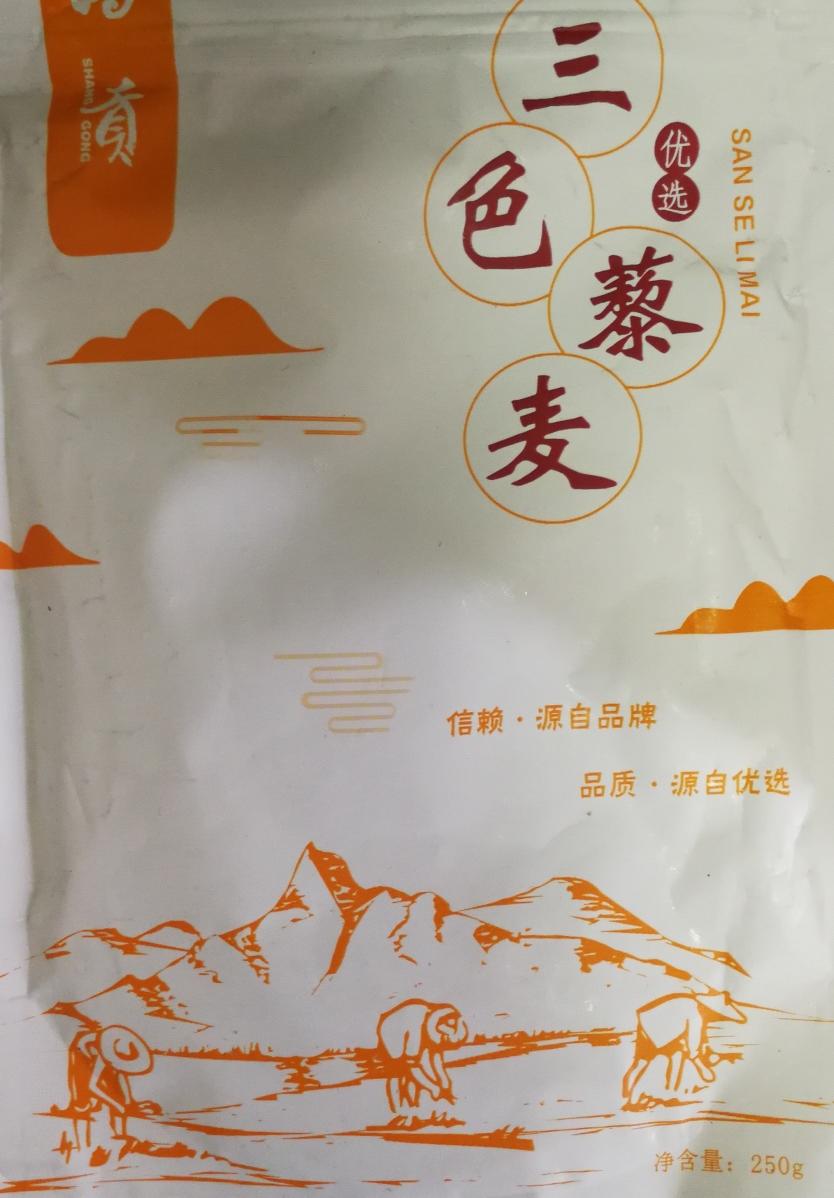 貢
SHANG GONG
三色藜麦
优选
SAN SE LI MAI
信赖·源自品牌
品质·源自优选
净含量：250g